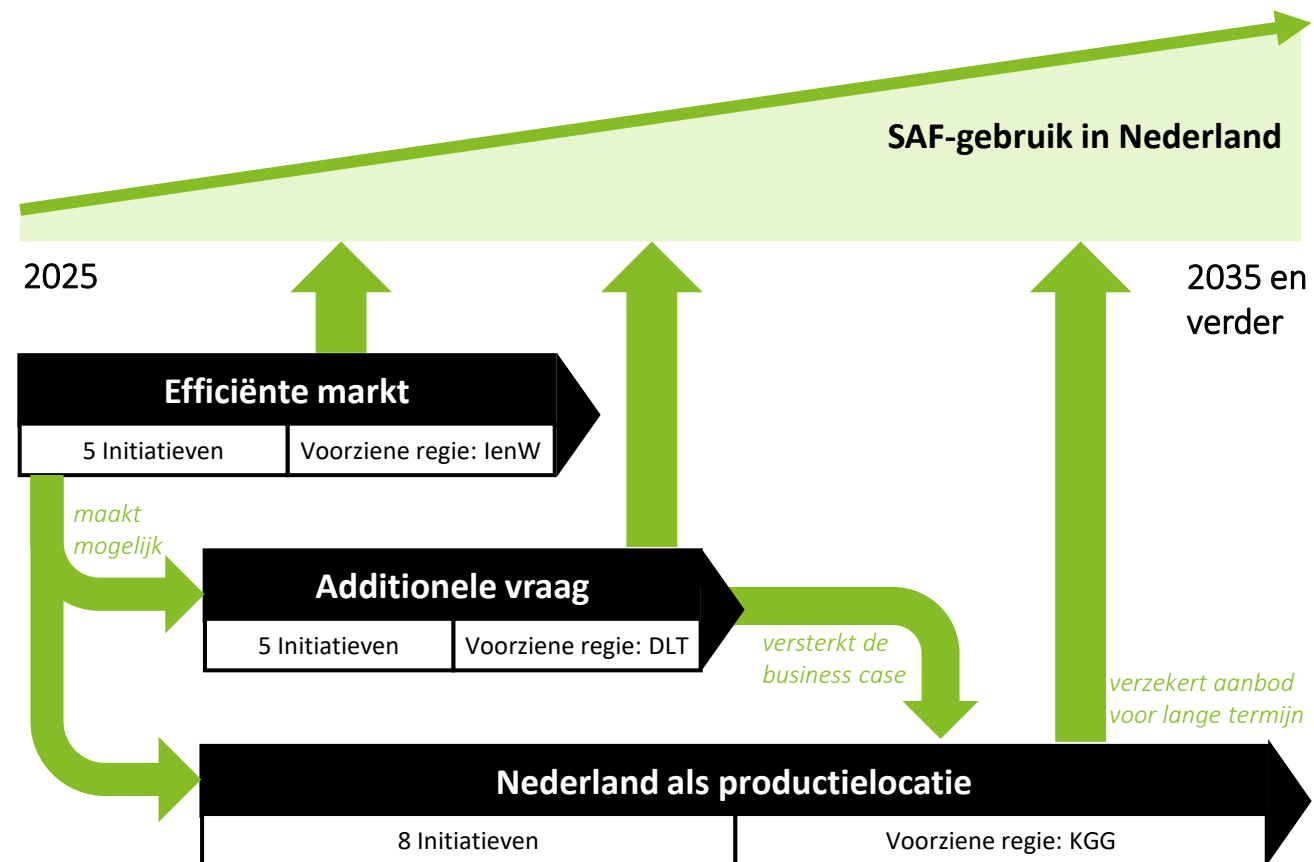 SAF-gebruik in Nederland
2025
2035 en
verder
Efficiënte markt
5 Initiatieven
Voorziene regie: IenW
maakt
mogelijk
Additionele vraag
5 Initiatieven
Voorziene regie: DLT
versterkt de
business case
verzekert aanbod
voor lange termijn
Nederland als productielocatie
8 Initiatieven
Voorziene regie: KGG